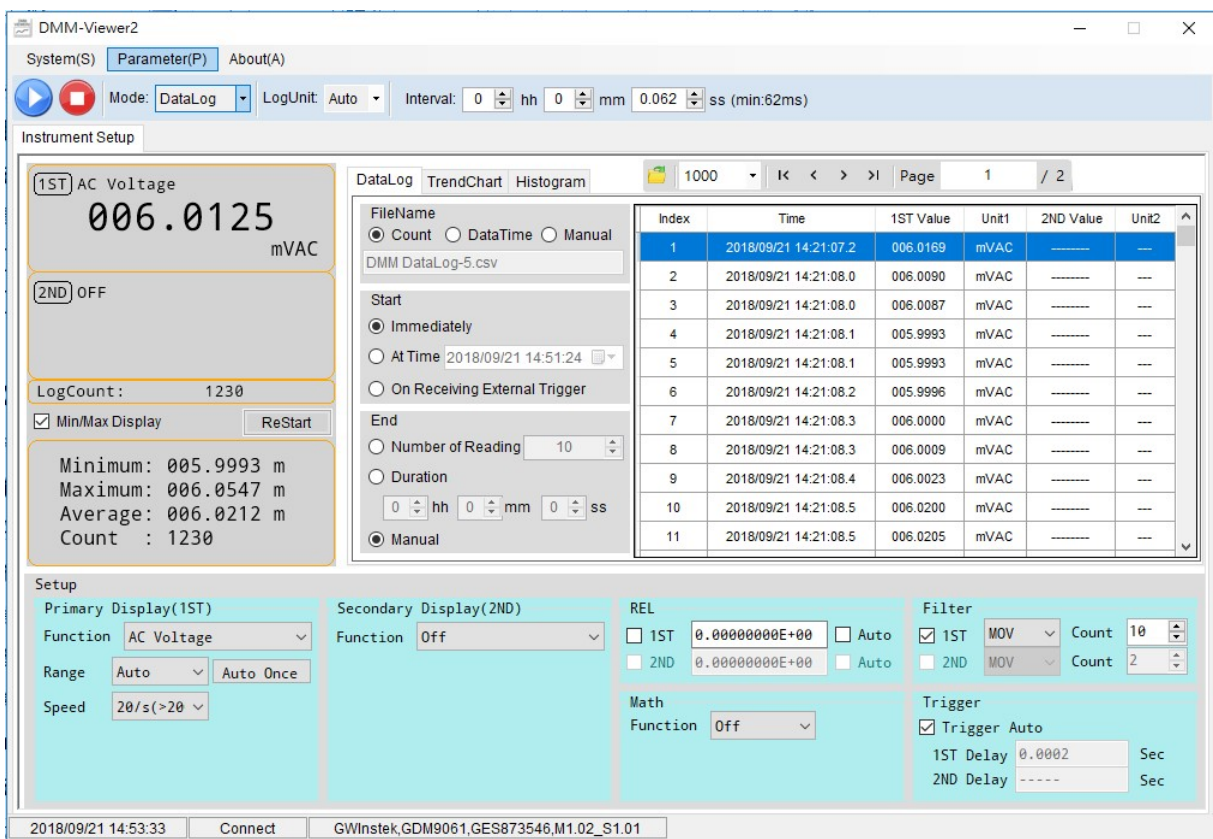 DMM-Viewer2
System(S) Parameter(P) About(A)
Mode: DataLog LogUnit: Auto Interval: 0 hh 0 mm 0.062 ss (min:62ms)
Instrument Setup
1ST AC Voltage
006.0125
mVAC
2ND OFF
LogCount: 1230
Min/Max Display ReStart
Minimum: 005.9993 m
Maximum: 006.0547 m
Average: 006.0212 m
Count : 1230
DataLog TrendChart Histogram
FileName
Count DataTime Manual
DMM DataLog-5.csv
Start
Immediately
At Time 2018/09/21 14:51:24
On Receiving External Trigger
End
Number of Reading 10
Duration
0 hh 0 mm 0 ss
Manual
1000 Page 1 / 2
Index Time 1ST Value Unit1 2ND Value Unit2
1 2018/09/21 14:21:07.2 006.0169 mVAC -------- ---
2 2018/09/21 14:21:08.0 006.0090 mVAC -------- ---
3 2018/09/21 14:21:08.0 006.0087 mVAC -------- ---
4 2018/09/21 14:21:08.1 005.9993 mVAC -------- ---
5 2018/09/21 14:21:08.1 005.9993 mVAC -------- ---
6 2018/09/21 14:21:08.2 005.9996 mVAC -------- ---
7 2018/09/21 14:21:08.3 006.0000 mVAC -------- ---
8 2018/09/21 14:21:08.3 006.0009 mVAC -------- ---
9 2018/09/21 14:21:08.4 006.0023 mVAC -------- ---
10 2018/09/21 14:21:08.5 006.0200 mVAC -------- ---
11 2018/09/21 14:21:08.5 006.0205 mVAC -------- ---
Setup
Primary Display(1ST)
Function AC Voltage
Range Auto Auto Once
Speed 20/s(>20
Secondary Display(2ND)
Function Off
REL
1ST 0.00000000E+00 Auto
2ND 0.00000000E+00 Auto
Math
Function Off
Filter
1ST MOV Count 10
2ND MOV Count 2
Trigger
Trigger Auto
1ST Delay 0.0002 Sec
2ND Delay ----- Sec
2018/09/21 14:53:33 Connect GWInstek,GDM9061,GES873546,M1.02_S1.01